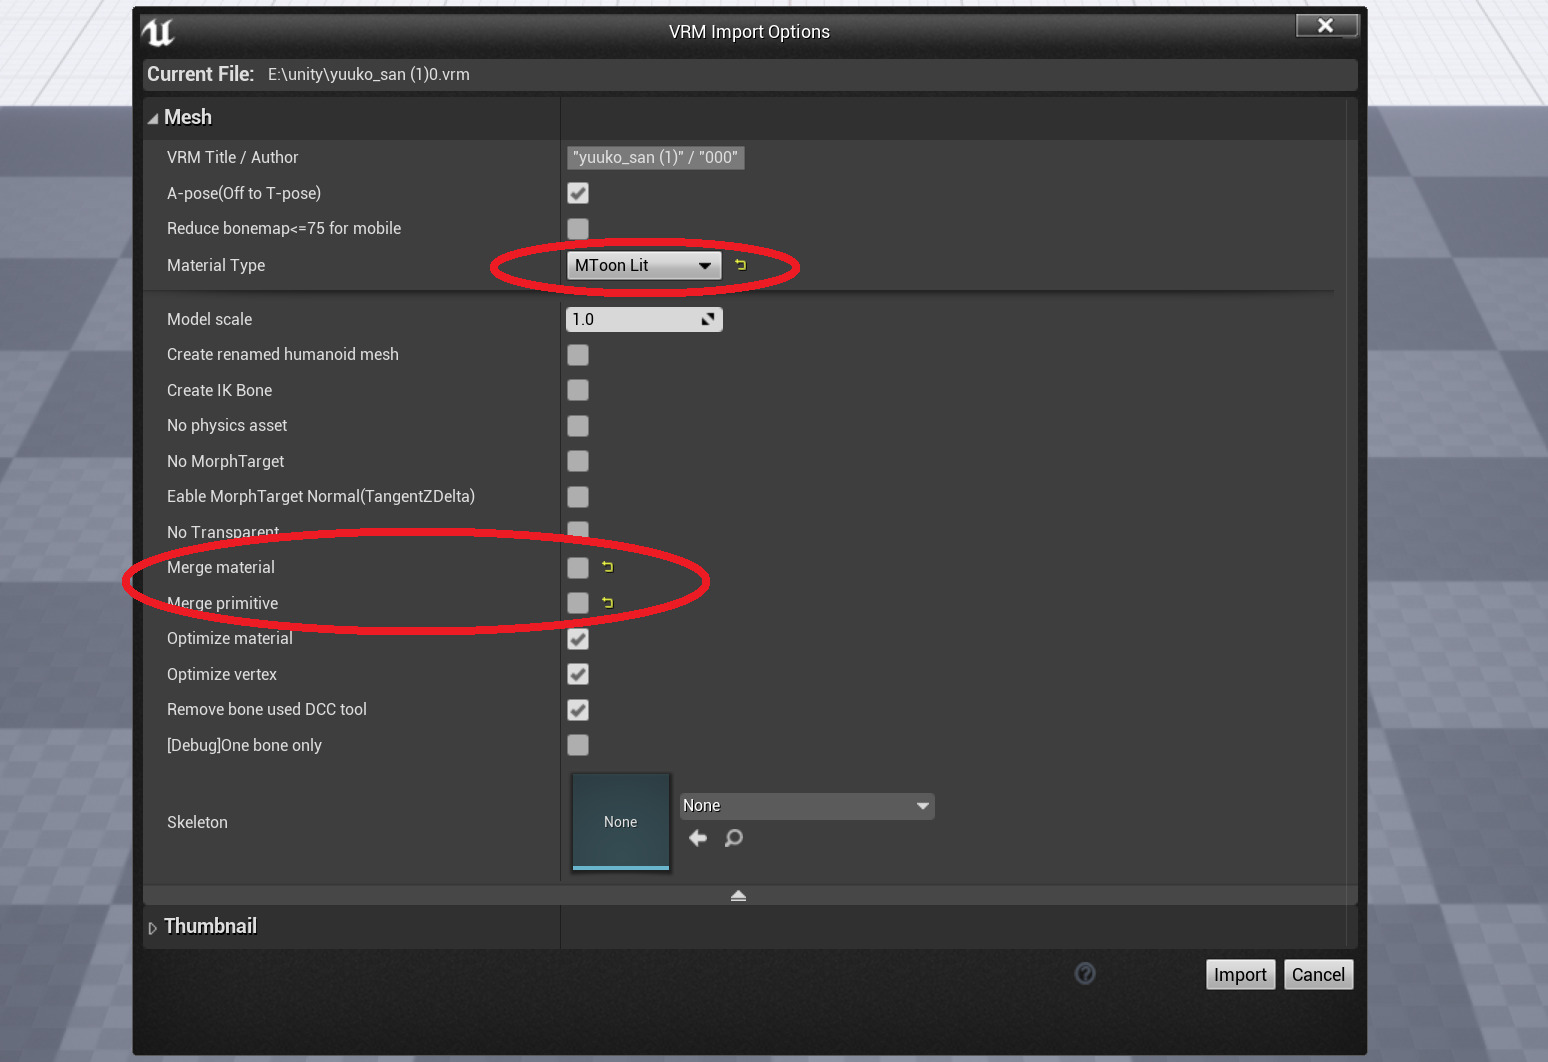 VRM Import Options
Current File: E:\unity\yuuko_san (1)0.vrm
Mesh
VRM Title / Author "yuuko_san (1)" / "000"
A-pose(Off to T-pose)
Reduce bonemap<=75 for mobile
Material Type MToon Lit
Model scale 1.0
Create renamed humanoid mesh
Create IK Bone
No physics asset
No MorphTarget
Eable MorphTarget Normal(TangentZDelta)
No Transparent
Merge material
Merge primitive
Optimize material
Optimize vertex
Remove bone used DCC tool
[Debug]One bone only
Skeleton None None
Thumbnail
Import Cancel